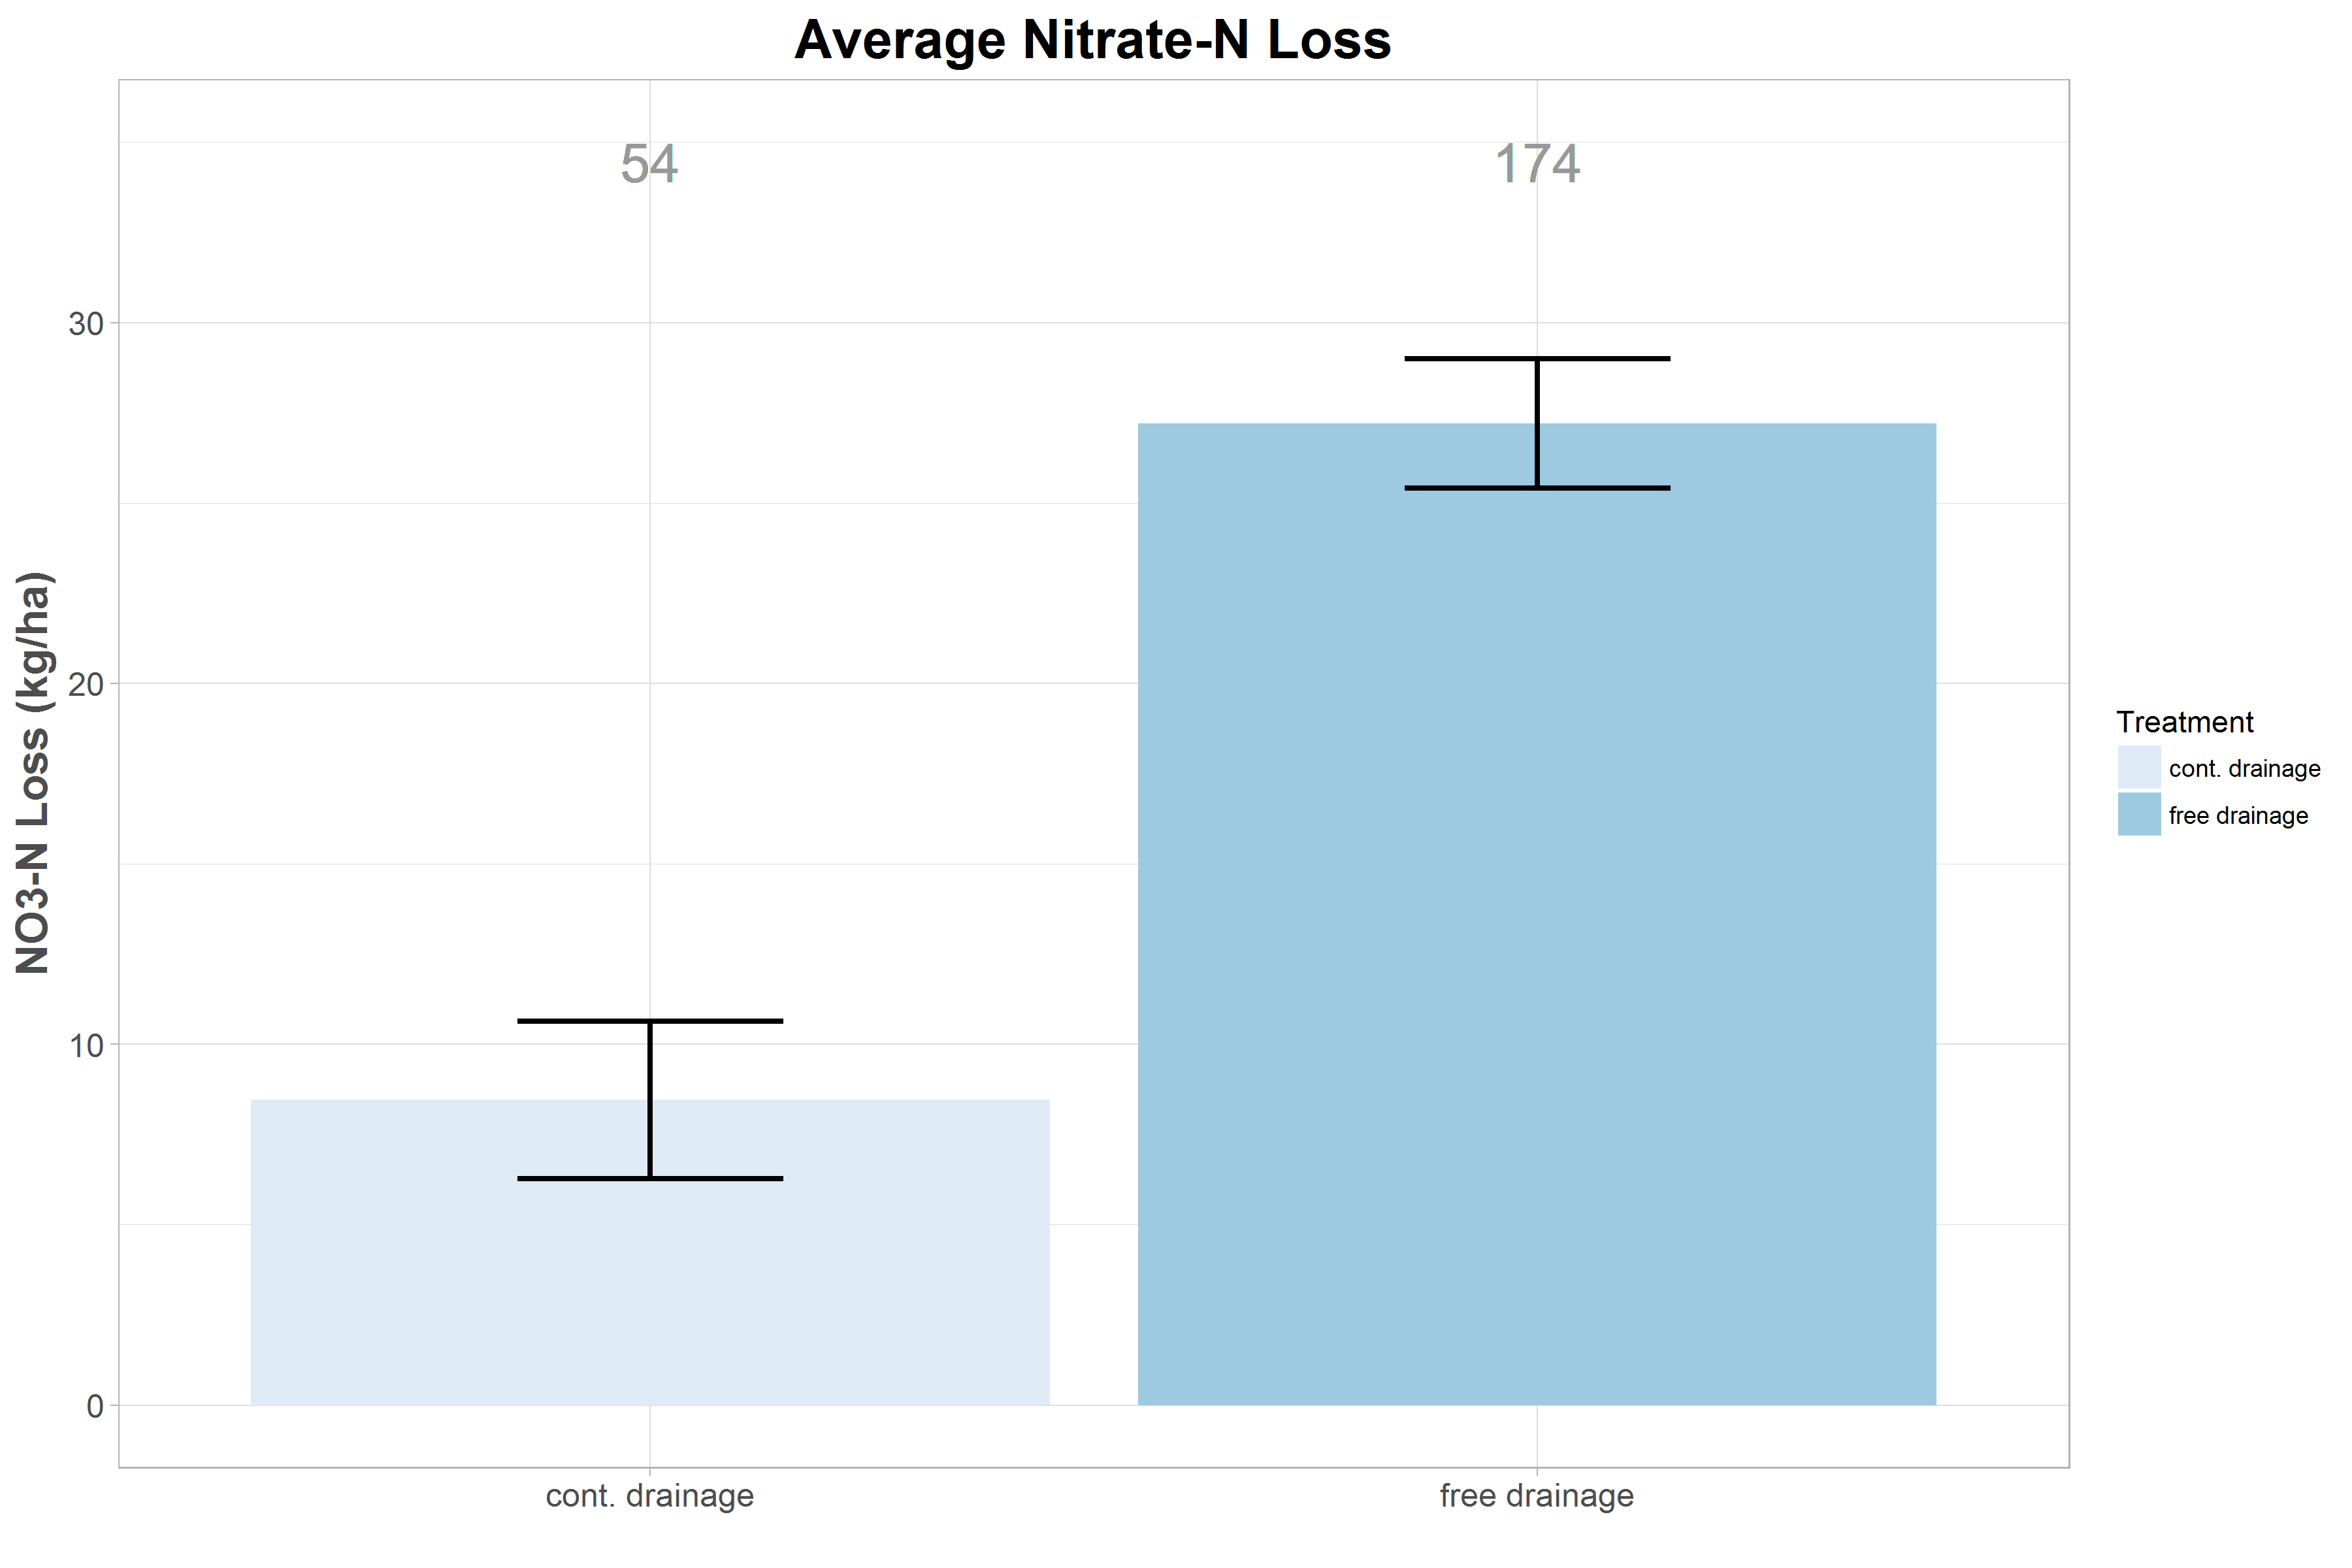 Average Nitrate-N Loss
54
174
30
20
10
0
NO3-N Loss (kg/ha)
cont. drainage
free drainage
Treatment
cont. drainage
free drainage